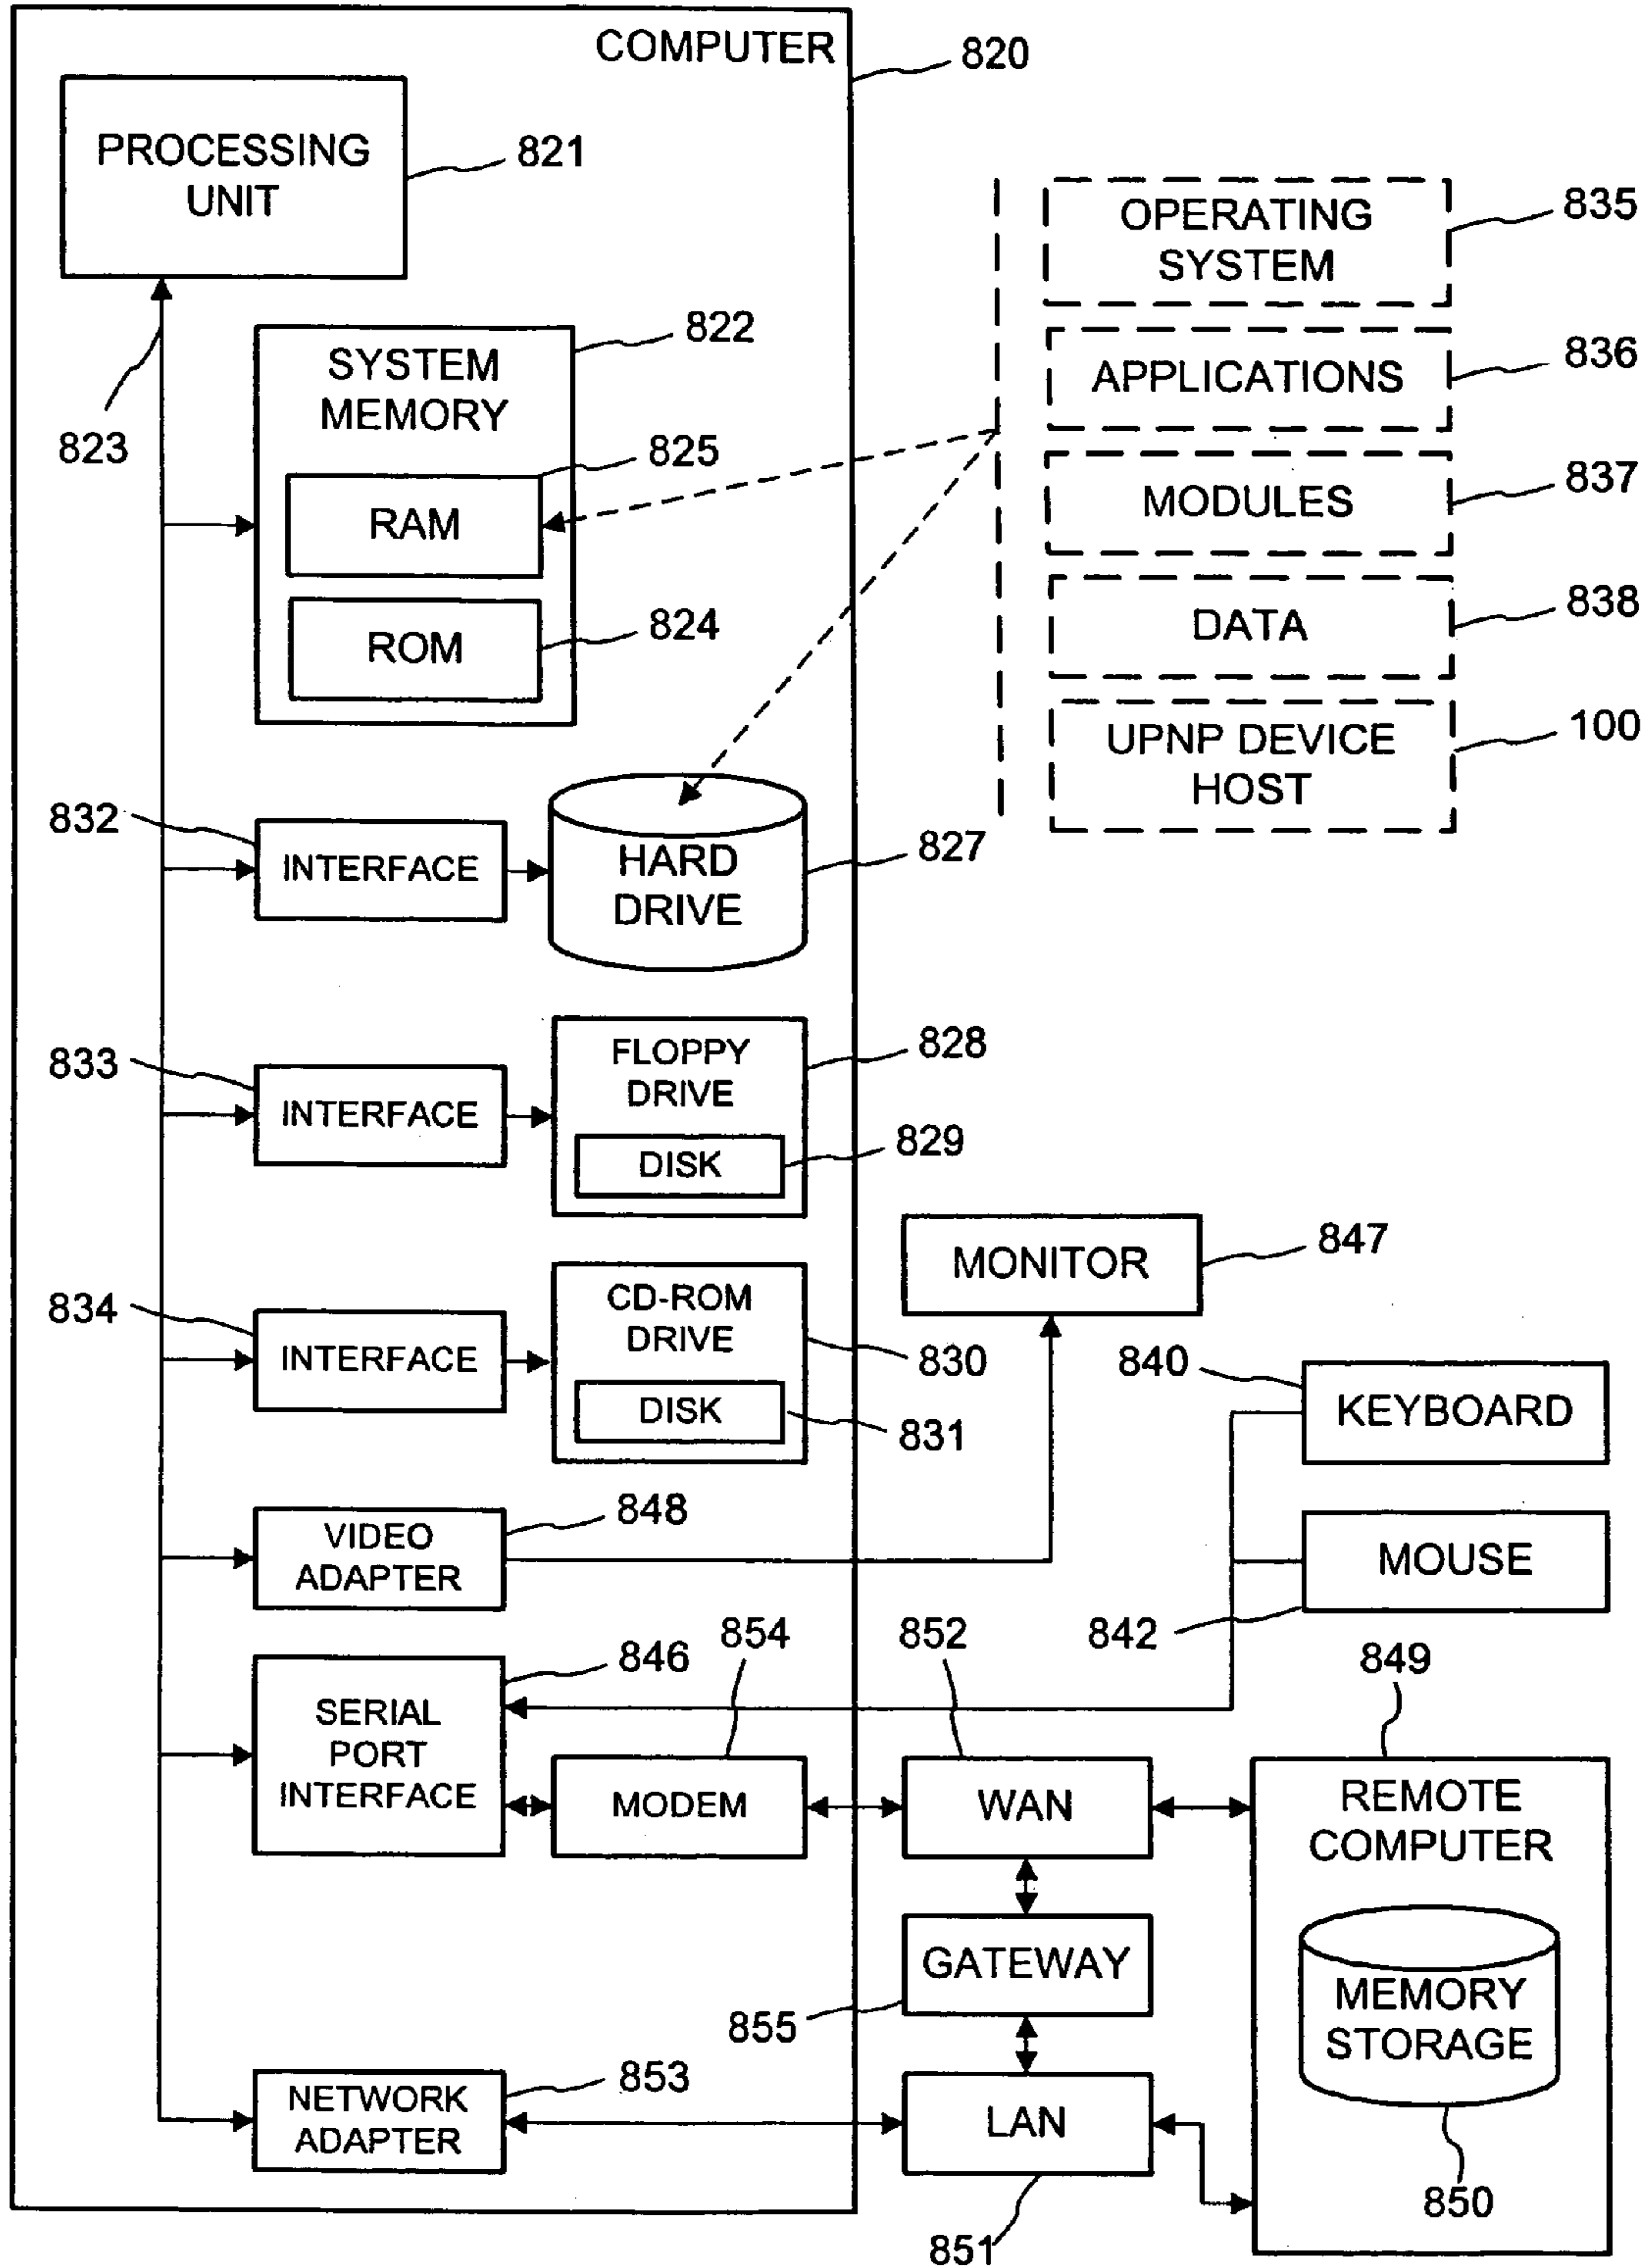 COMPUTER
820
PROCESSING
UNIT
821
823
SYSTEM
MEMORY
822
RAM
825
ROM
824
OPERATING
SYSTEM
835
APPLICATIONS
836
MODULES
837
DATA
838
UPNP DEVICE
HOST
100
832
INTERFACE
HARD
DRIVE
827
833
INTERFACE
FLOPPY
DRIVE
828
DISK
829
834
INTERFACE
CD-ROM
DRIVE
830
DISK
831
MONITOR
847
840
KEYBOARD
MOUSE
842
VIDEO
ADAPTER
848
SERIAL
PORT
INTERFACE
846
854
MODEM
852
WAN
849
REMOTE
COMPUTER
GATEWAY
855
MEMORY
STORAGE
850
NETWORK
ADAPTER
853
LAN
851